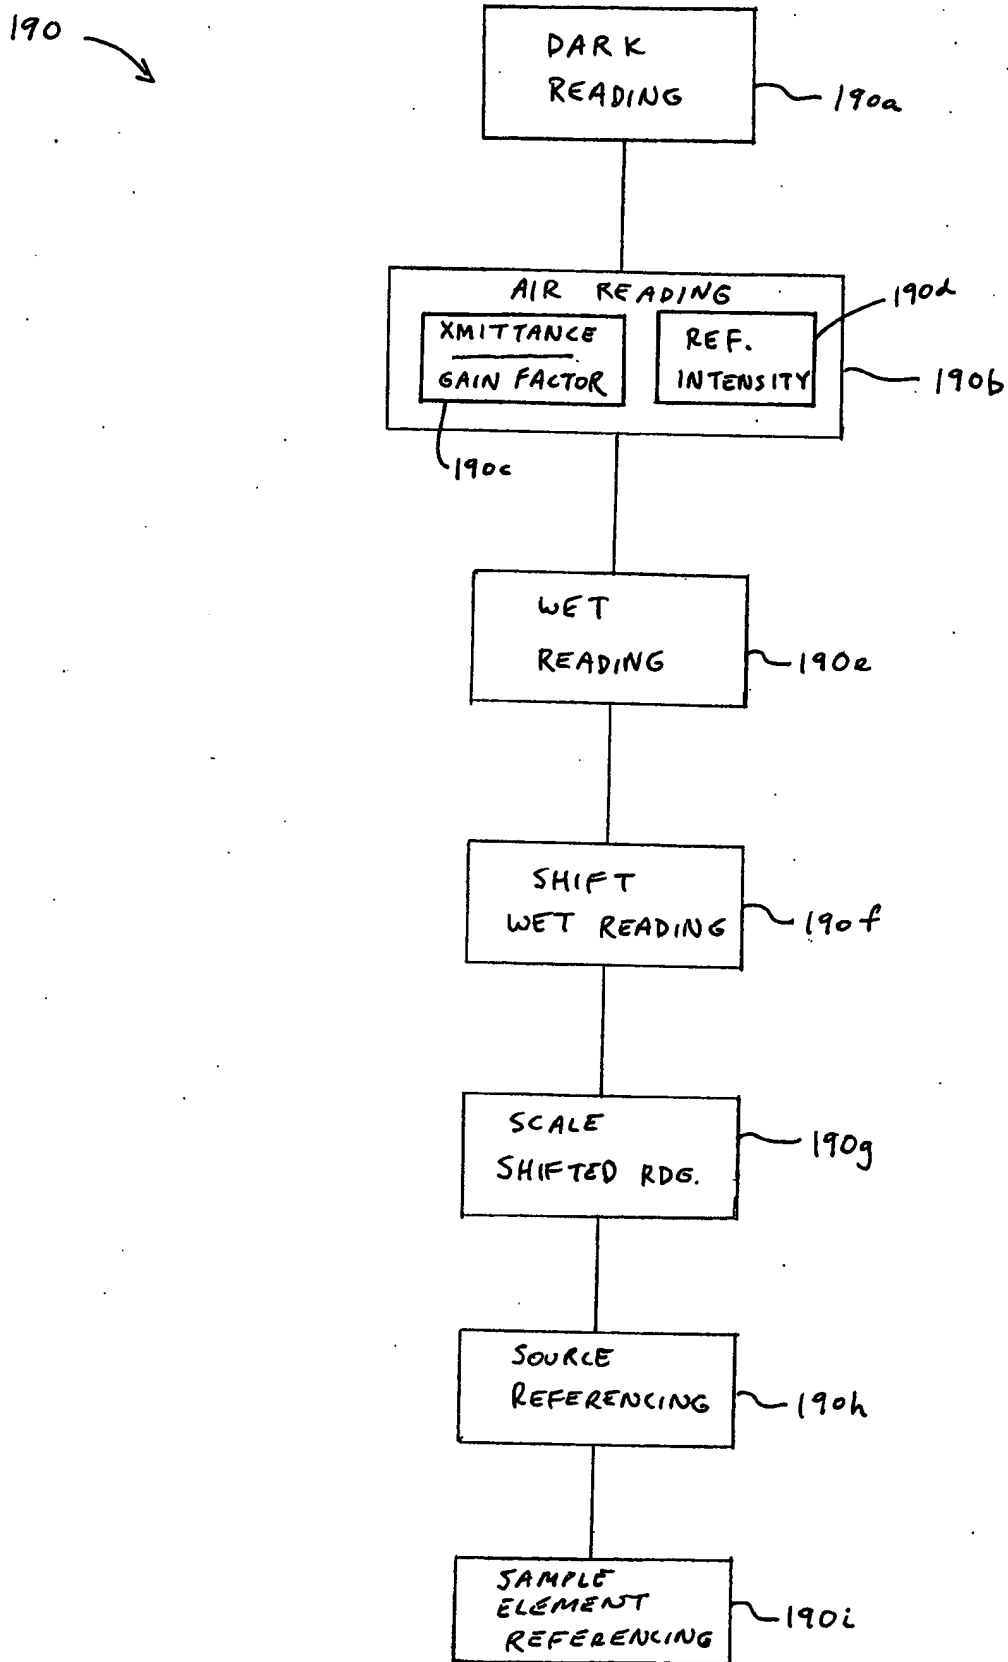 190
DARK
READING
190a
AIR READING
190d
XMITTANCE
GAIN FACTOR
REF.
INTENSITY
190b
190c
WET
READING
190e
SHIFT
WET READING
190f
SCALE
SHIFTED RDG.
190g
SOURCE
REFERENCING
190h
SAMPLE
ELEMENT
REFERENCING
190i